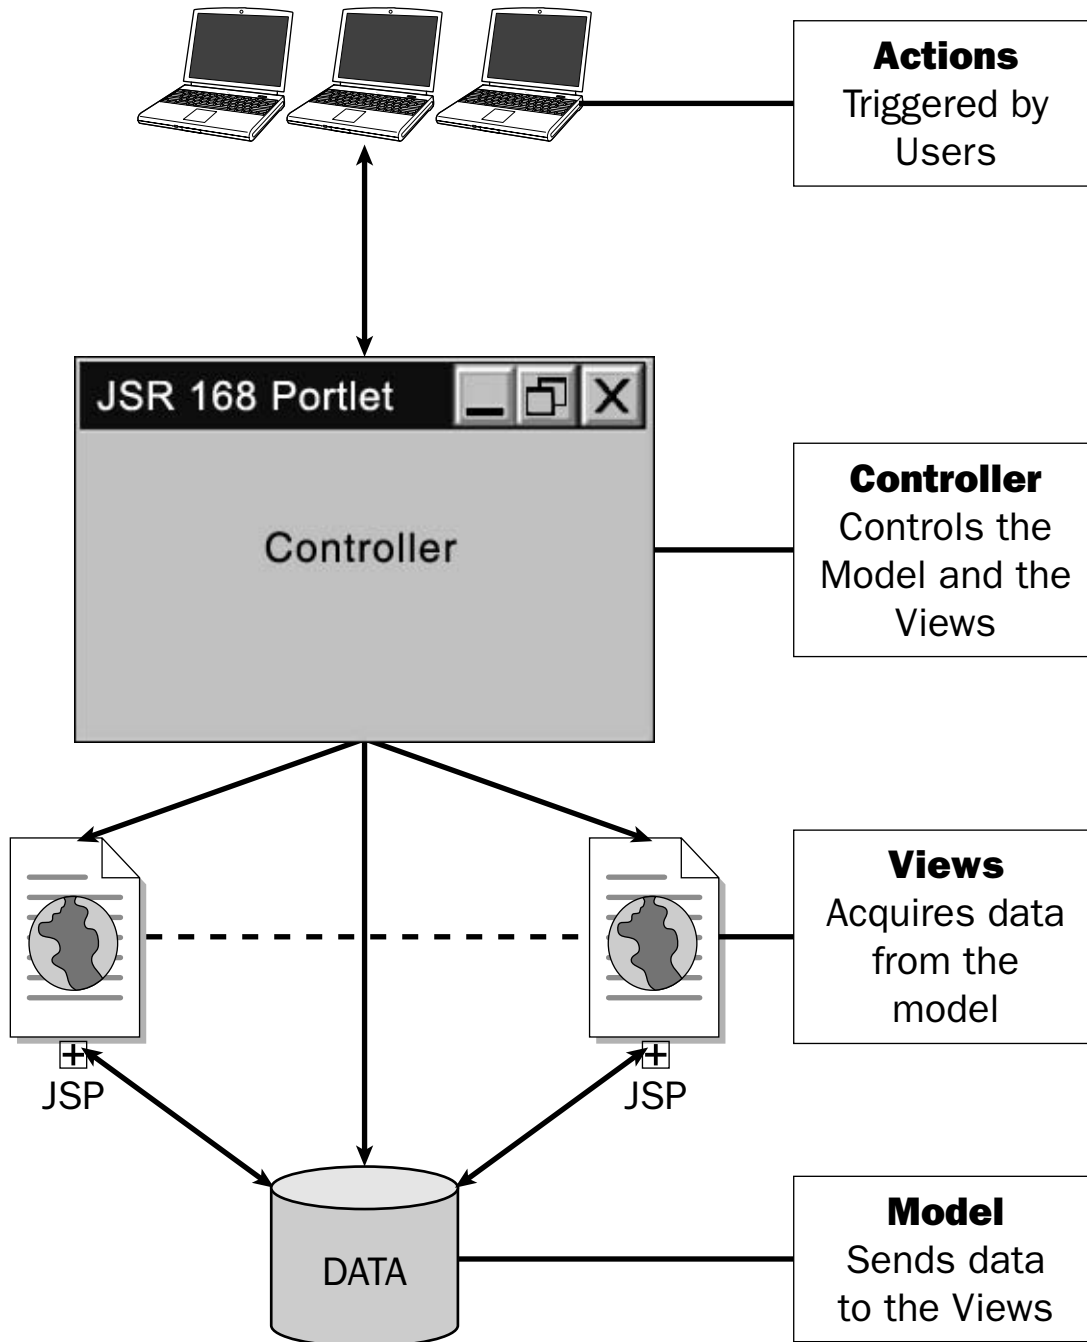 Actions
Triggered by
Users
JSR 168 Portlet
Controller
Controller
Controls the
Model and the
Views
Views
Acquires data
from the
model
JSP
JSP
DATA
Model
Sends data
to the Views